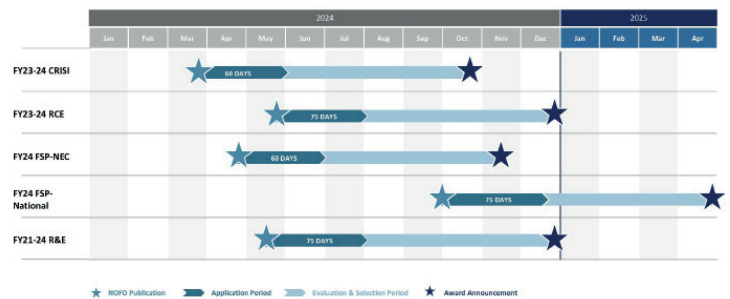 2024 2025
Jan Feb Mar Apr May Jun Jul Aug Sep Oct Nov Dec Jan Feb Mar Apr
FY23-24 CRISI 60 DAYS
FY23-24 RCE 75 DAYS
FY24 FSP-NEC 60 DAYS
FY24 FSP-
National 75 DAYS
FY21-24 R&E 75 DAYS
NOFO Publication Application Period Evaluation & Selection Period Award Announcement